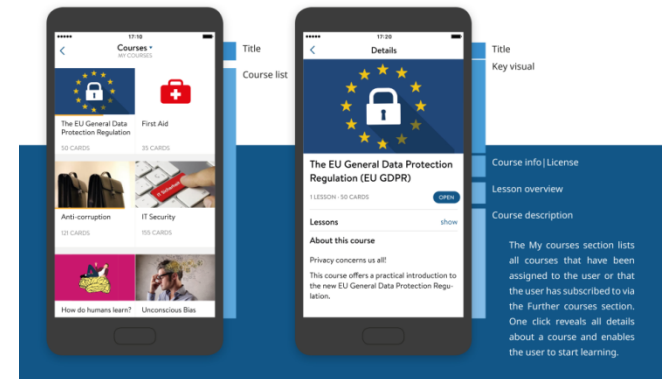 17:10
Courses
MY COURSES
The EU General Data
Protection Regulation
50 CARDS
First Aid
35 CARDS
Anti-corruption
121 CARDS
IT Security
155 CARDS
How do humans learn?
Unconscious Bias
Title
Course list
17:20
Details
The EU General Data Protection
Regulation (EU GDPR)
1 LESSON · 50 CARDS
OPEN
Lessons
show
About this course
Privacy concerns us all!
This course offers a practical introduction to
the new EU General Data Protection Regu-
lation.
Title
Key visual
Course info|License
Lesson overview
Course description
The My courses section lists
all courses that have been
assigned to the user or that
the user has subscribed to via
the Further courses section.
One click reveals all details
about a course and enables
the user to start learning.